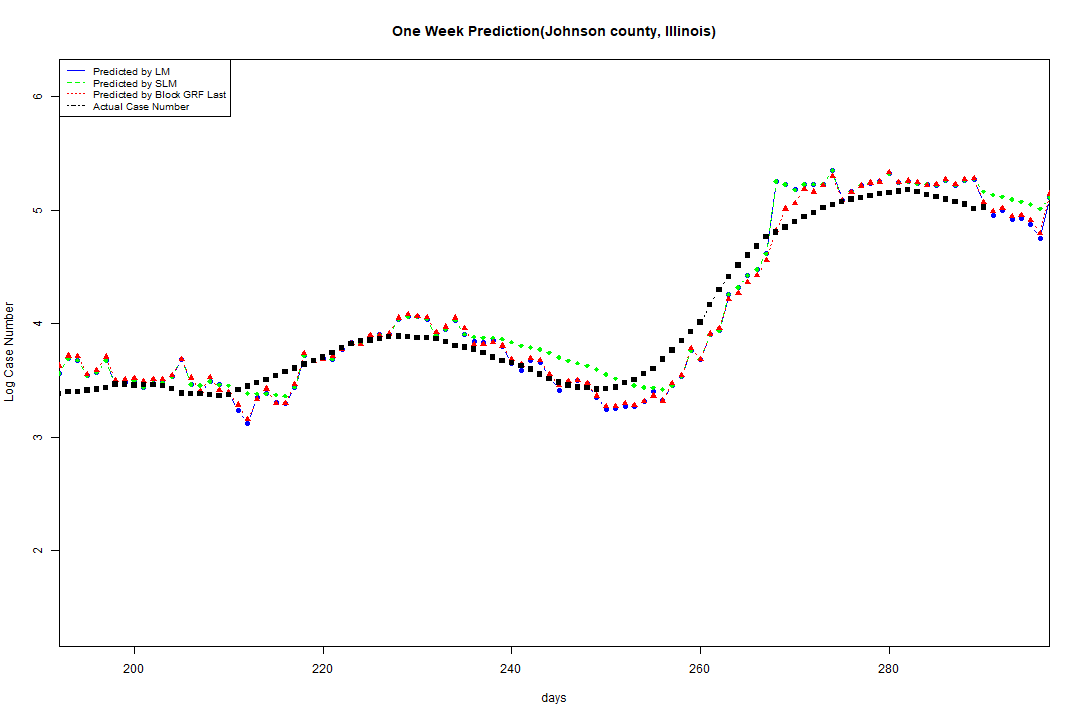 One Week Prediction(Johnson county, Illinois)
Predicted by LM
Predicted by SLM
Predicted by Block GRF Last
Actual Case Number
6
5
4
3
2
Log Case Number
200 220 240 260 280
days